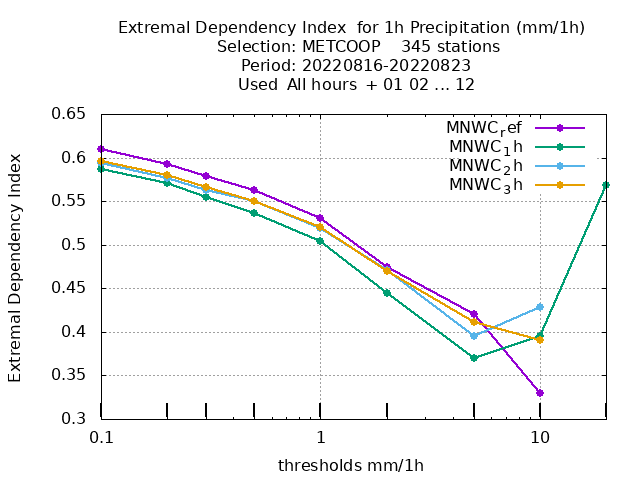 Extremal Dependency Index for 1h Precipitation (mm/1h)
Selection: METCOOP 345 stations
Period: 20220816-20220823
Used All hours + 01 02 ... 12
MNWC_ref
MNWC_1h
MNWC_2h
MNWC_3h
0.65
0.6
0.55
0.5
0.45
0.4
0.35
0.3
Extremal Dependency Index
0.1 1 10
thresholds mm/1h